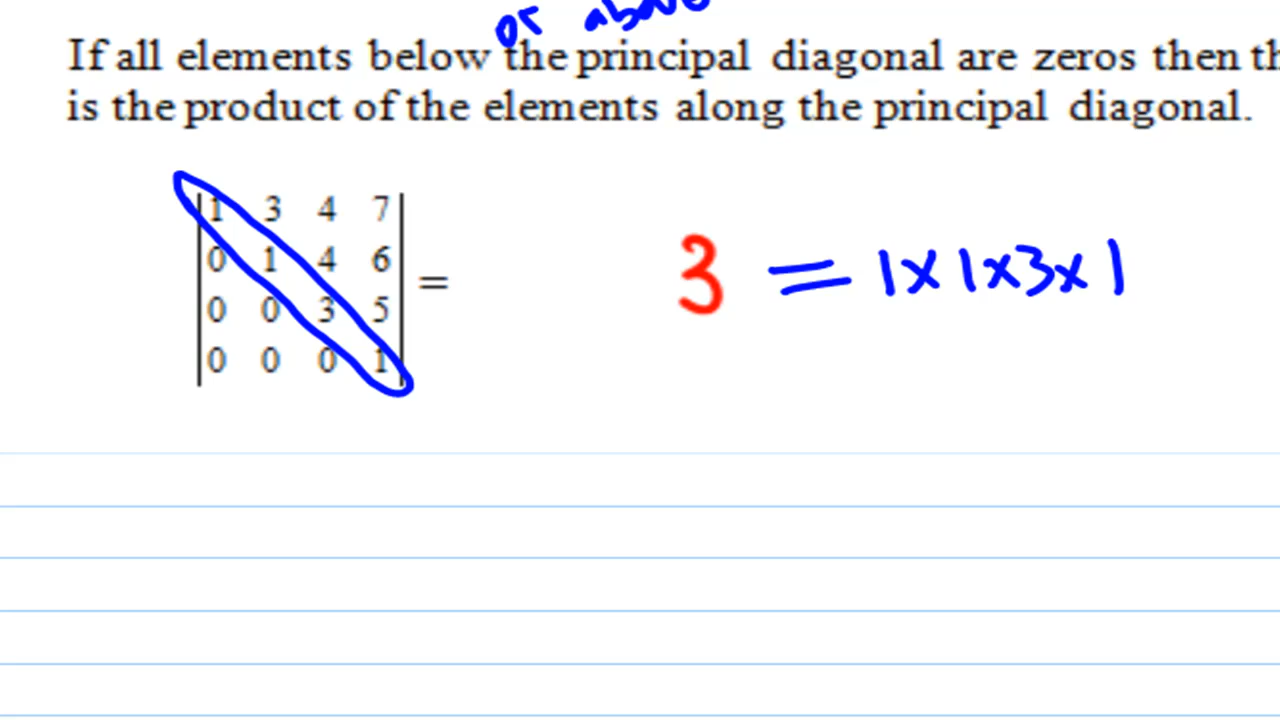 or above
If all elements below the principal diagonal are zeros then th
is the product of the elements along the principal diagonal.
1 3 4 7
0 1 4 6
0 0 3 5
0 0 0 1
= 3 = 1x1x3x1